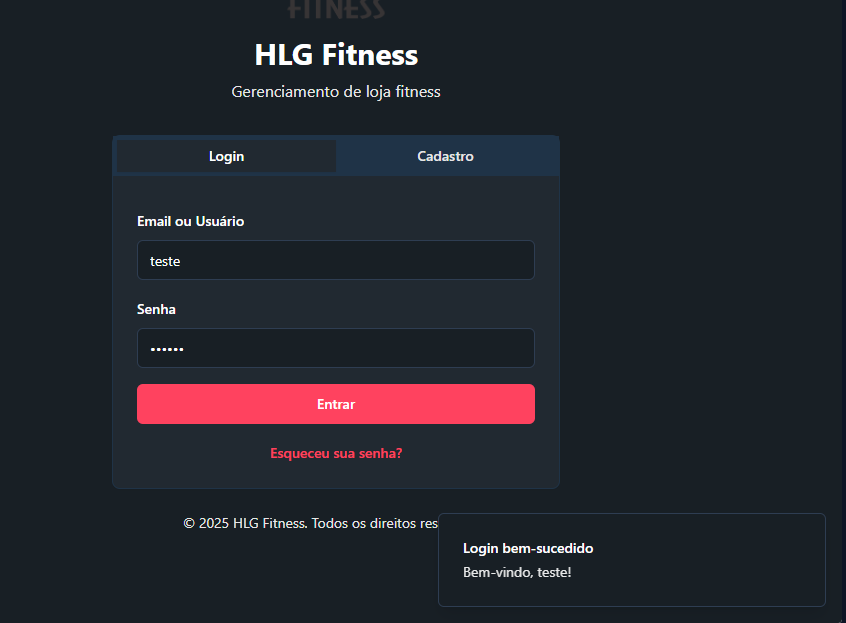 FITNESS
HLG Fitness
Gerenciamento de loja fitness
Login
Cadastro
Email ou Usuário
teste
Senha
••••••
Entrar
Esqueceu sua senha?
© 2025 HLG Fitness. Todos os direitos res
Login bem-sucedido
Bem-vindo, teste!